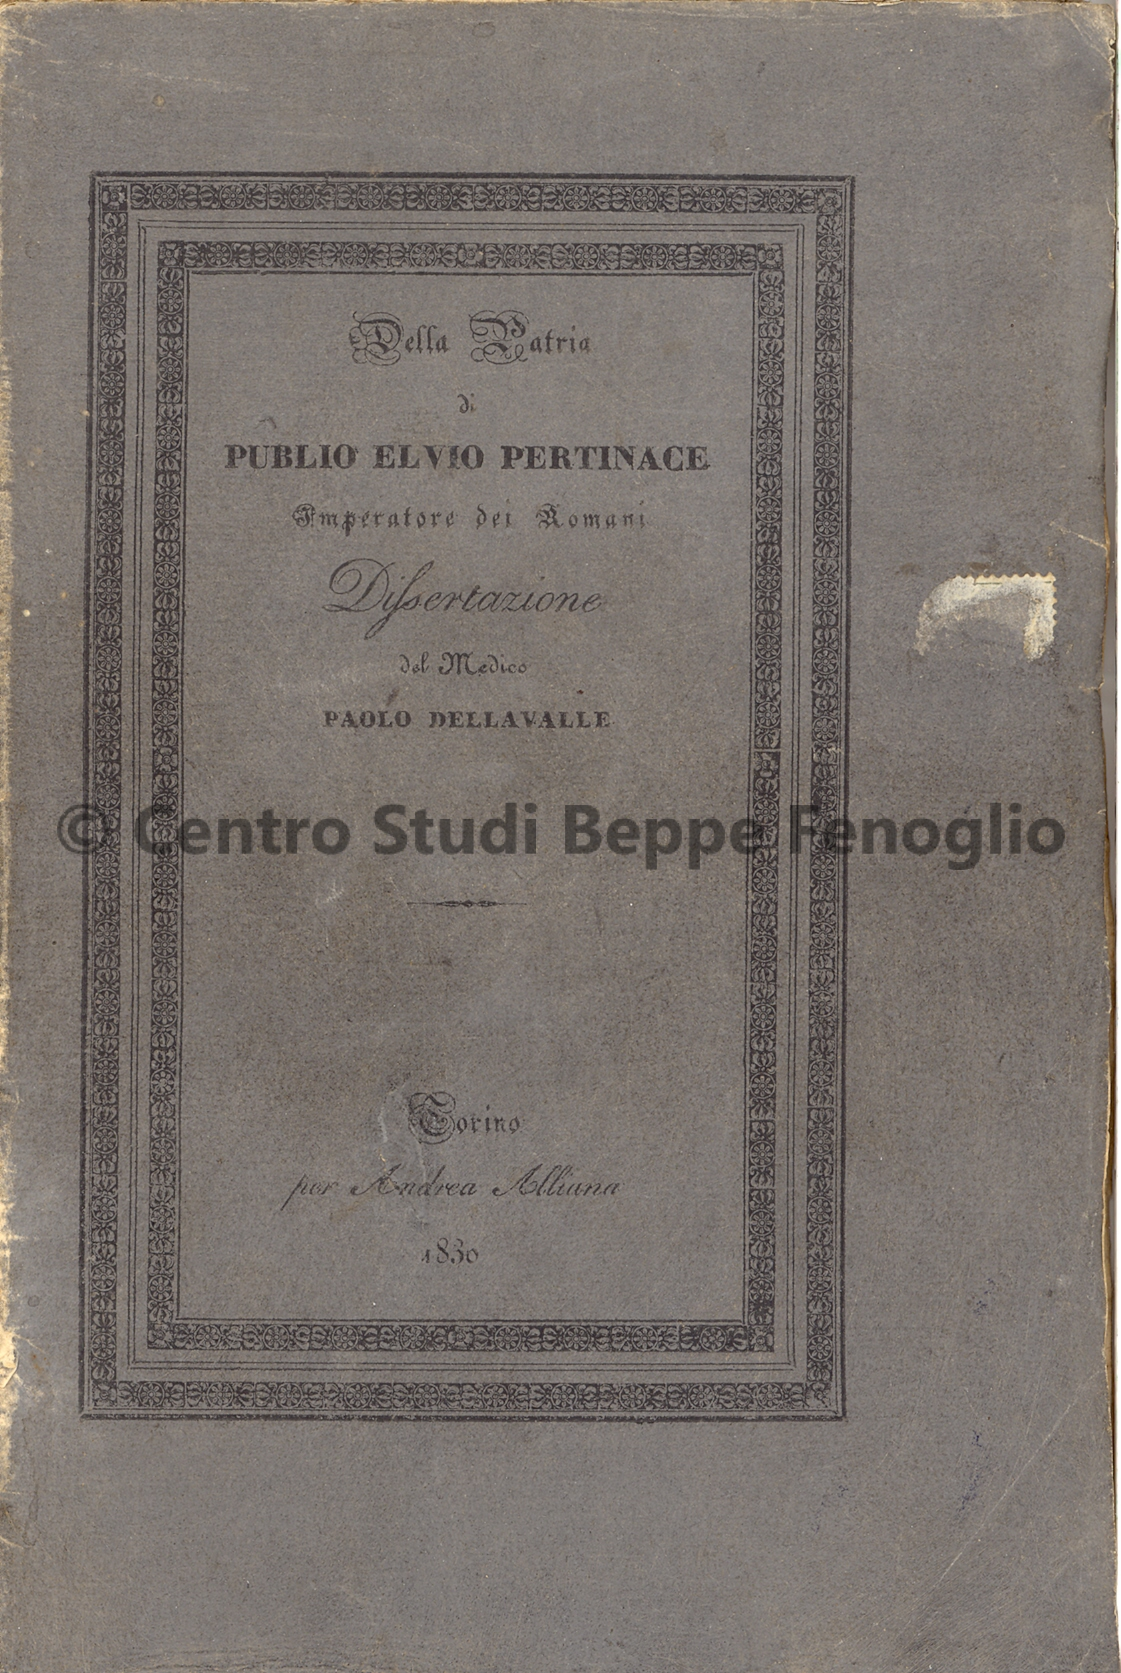 Della Patria
di
PUBLIO ELVIO PERTINACE
Imperatore dei Romani
Dissertazione
del Medico
PAOLO DELLAVALLE
© Centro Studi Beppe Fenoglio
Torino
per Andrea Alliana
1830